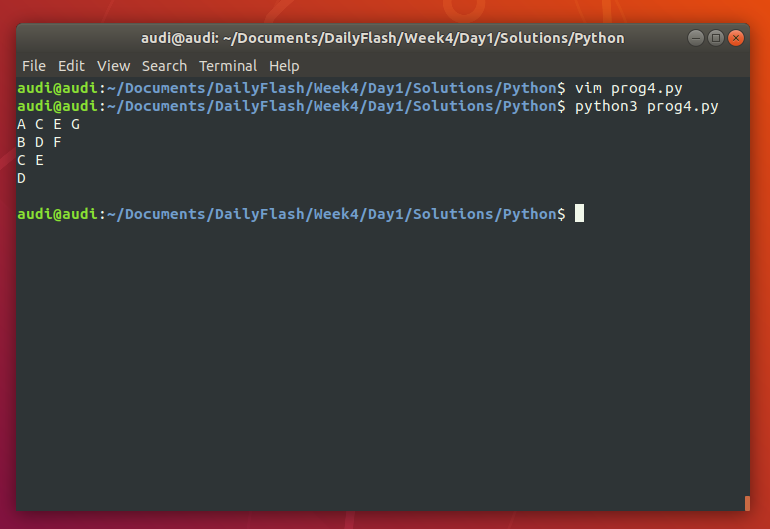 audi@audi: ~/Documents/DailyFlash/Week4/Day1/Solutions/Python
File Edit View Search Terminal Help
audi@audi:~/Documents/DailyFlash/Week4/Day1/Solutions/Python$ vim prog4.py
audi@audi:~/Documents/DailyFlash/Week4/Day1/Solutions/Python$ python3 prog4.py
A C E G
B D F
C E
D
audi@audi:~/Documents/DailyFlash/Week4/Day1/Solutions/Python$